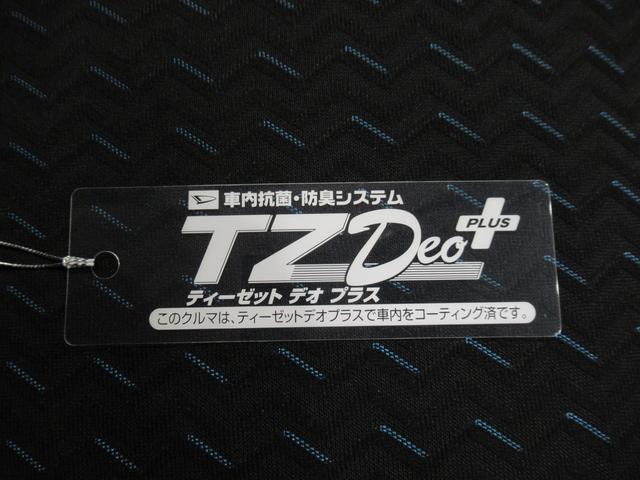 車内抗菌・防臭システム
TZ Deo PLUS
ティーゼット デオ プラス
このクルマは、ティーゼットデオプラスで車内をコーティング済です。